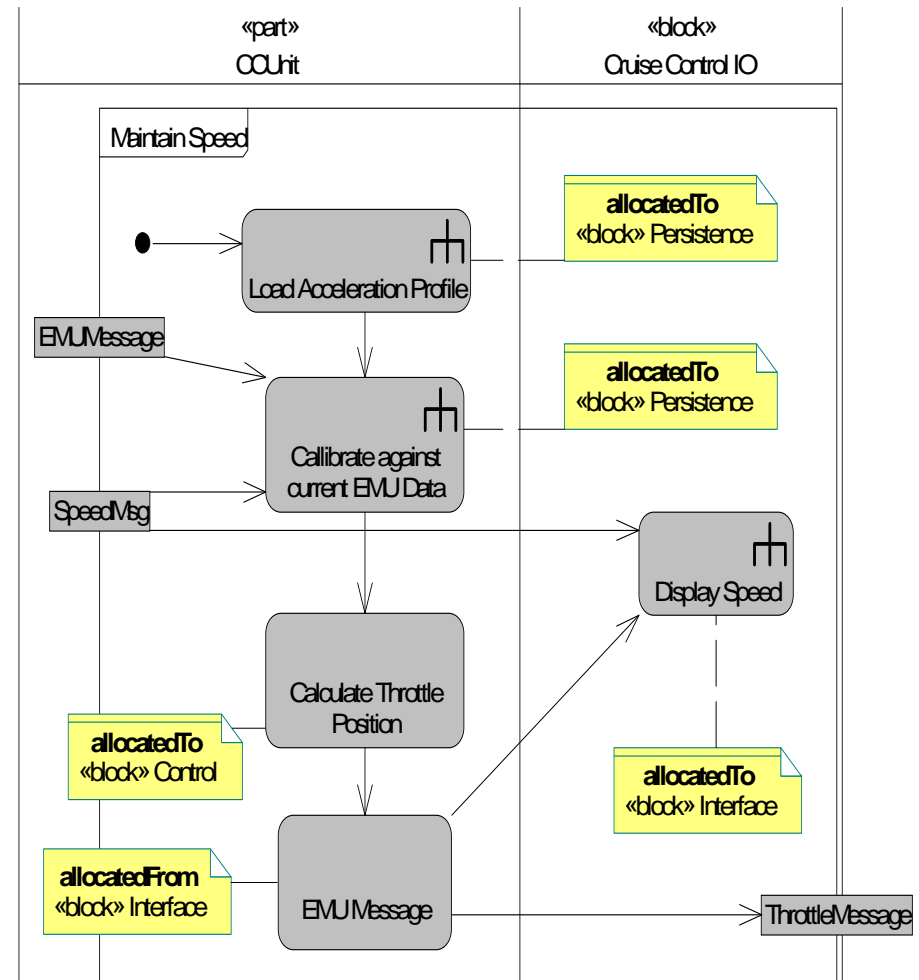 «part»
CCUnit
«block»
Cruise Control IO
Maintain Speed
allocatedTo
«block» Persistence
Load Acceleration Profile
EMUMessage
allocatedTo
«block» Persistence
Callibrate against
current EMU Data
SpeedMsg
Display Speed
Calculate Throttle
Position
allocatedTo
«block» Control
allocatedTo
«block» Interface
allocatedFrom
«block» Interface
EMU Message
ThrottleMessage